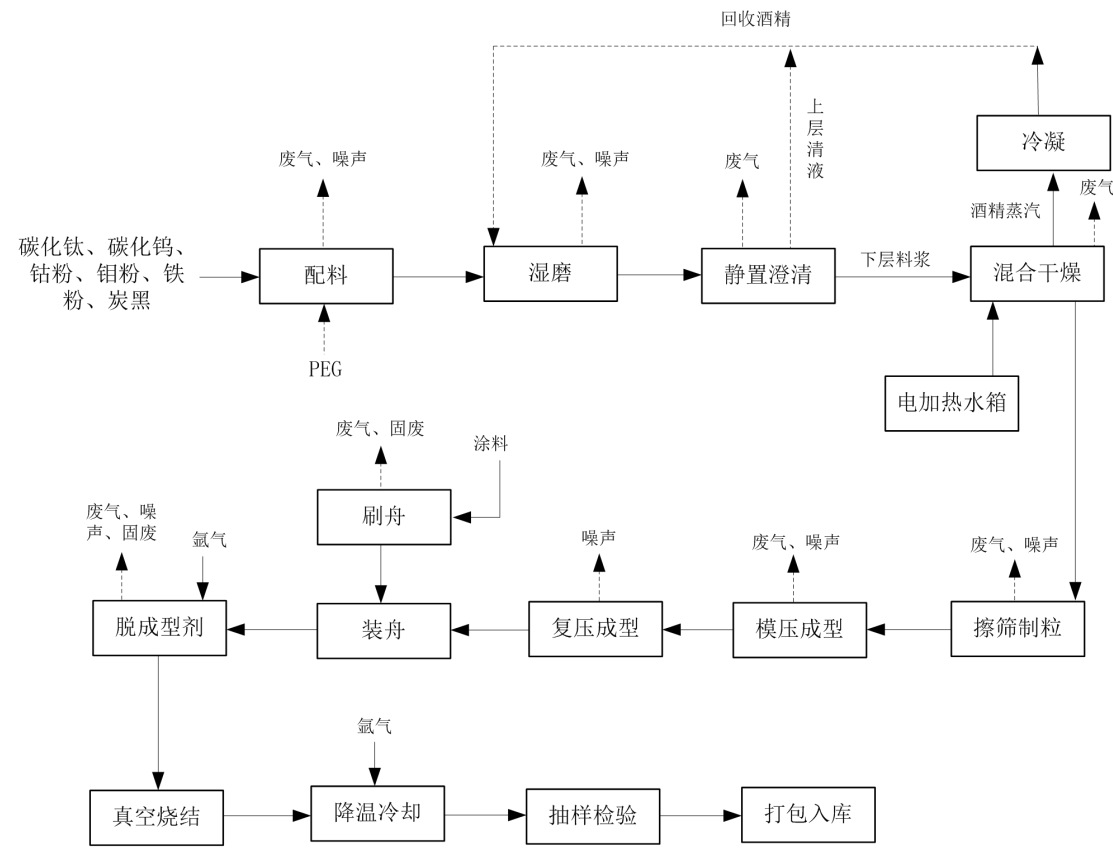 回收酒精
上
层
清
液
冷凝
废气、噪声
废气、噪声
废气
酒精蒸汽
废气
碳化钛、碳化钨、
钴粉、钼粉、铁
粉、炭黑
配料
湿磨
静置澄清
下层料浆
混合干燥
PEG
电加热水箱
废气、固废
涂料
刷舟
废气、噪
声、固废
氩气
噪声
废气、噪声
废气、噪声
脱成型剂
装舟
复压成型
模压成型
擦筛制粒
氩气
真空烧结
降温冷却
抽样检验
打包入库